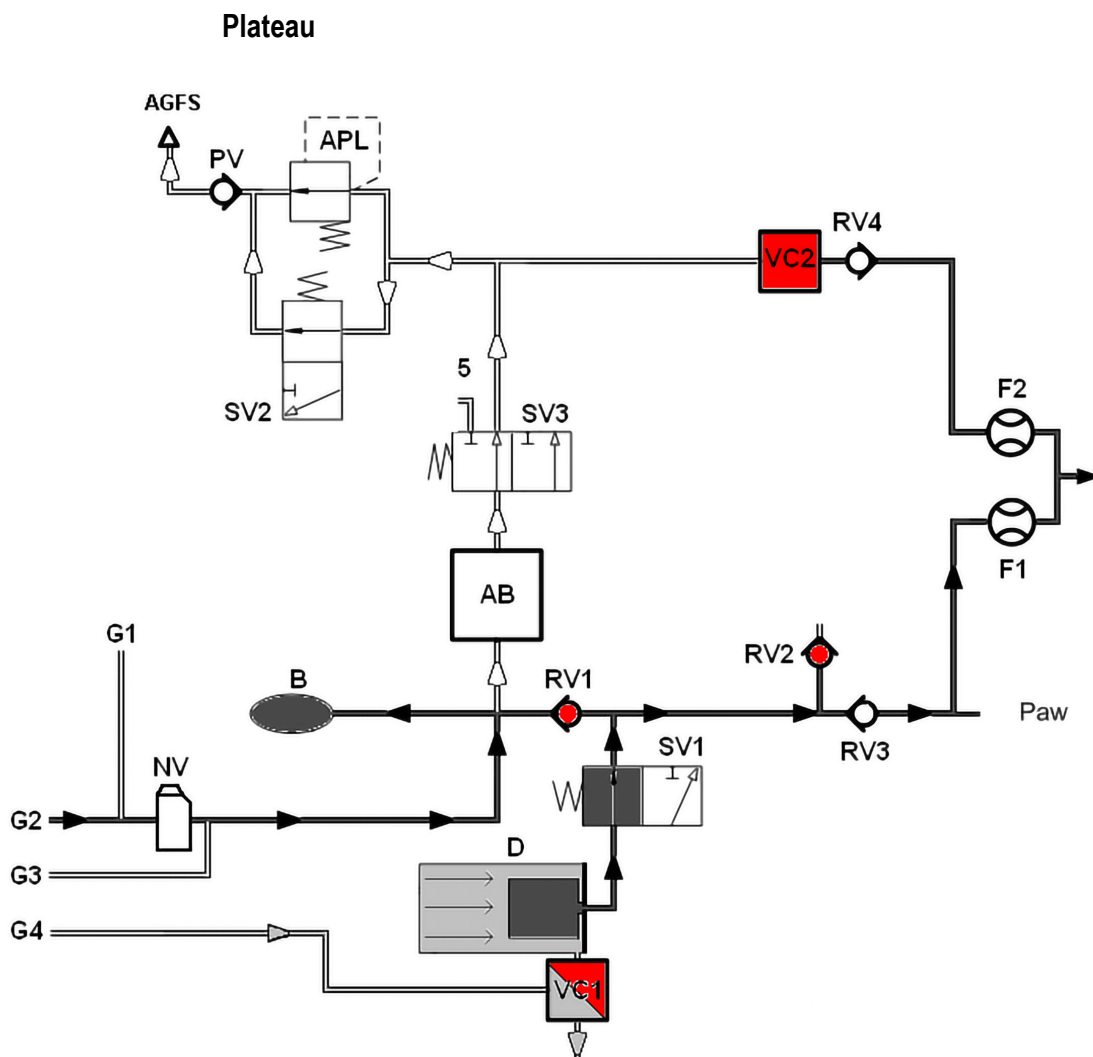 Plateau
AGFS
PV
APL
SV2
VC2
RV4
5
SV3
F2
F1
AB
G1
B
RV1
RV2
RV3
Paw
NV
SV1
G2
D
G3
G4
VC1